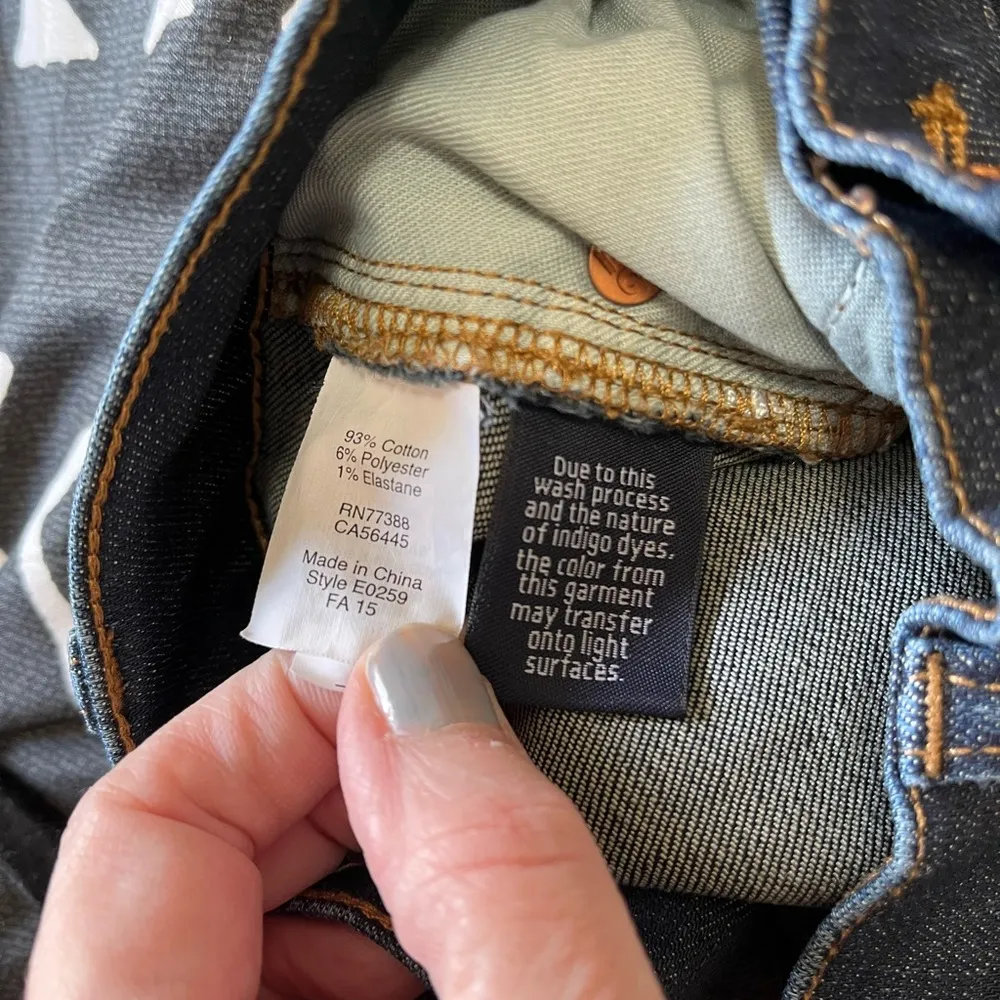 93% Cotton
6% Polyester
1% Elastane
RN77388
CA56445
Made in China
Style E0259
FA 15
Due to this
wash process
and the nature
of indigo dyes,
the color from
this garment
may transfer
onto light
surfaces.